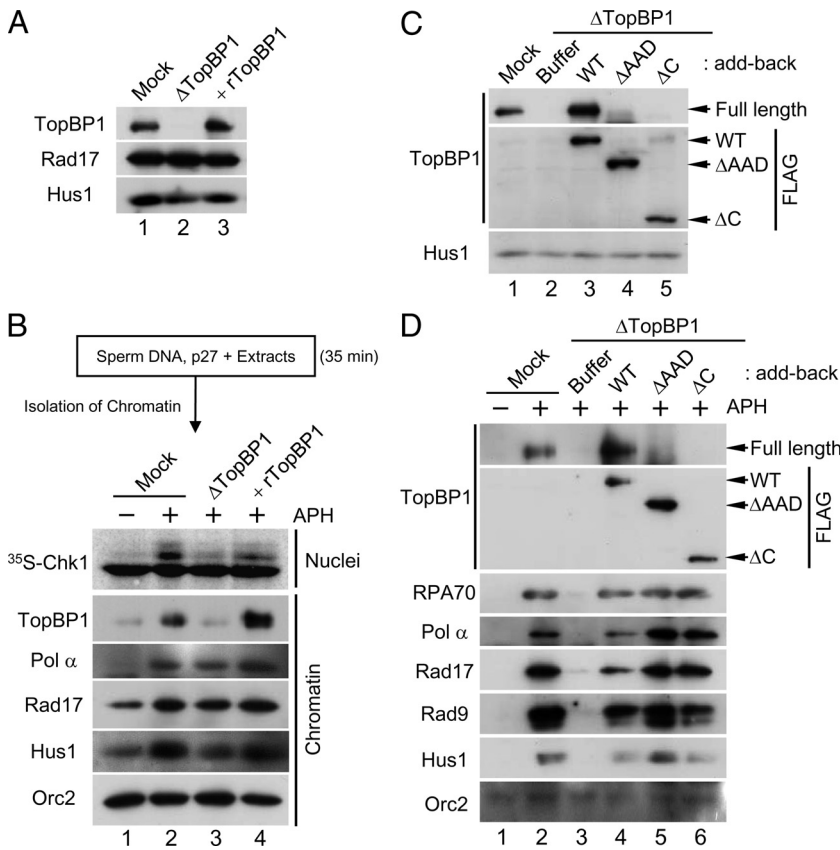 A
Mock
ΔTopBP1
+ rTopBP1
TopBP1
Rad17
Hus1
1 2 3
B
Sperm DNA, p27 + Extracts (35 min)
Isolation of Chromatin
Mock ΔTopBP1 + rTopBP1
− + + + APH
³⁵S-Chk1 Nuclei
TopBP1
Pol α
Rad17
Hus1
Orc2
Chromatin
1 2 3 4
C
ΔTopBP1
Mock Buffer WT ΔAAD ΔC : add-back
Full length
TopBP1
WT
ΔAAD
ΔC
FLAG
Hus1
1 2 3 4 5
D
ΔTopBP1
Mock Buffer WT ΔAAD ΔC : add-back
− + + + + + APH
Full length
TopBP1
WT
ΔAAD
ΔC
FLAG
RPA70
Pol α
Rad17
Rad9
Hus1
Orc2
1 2 3 4 5 6